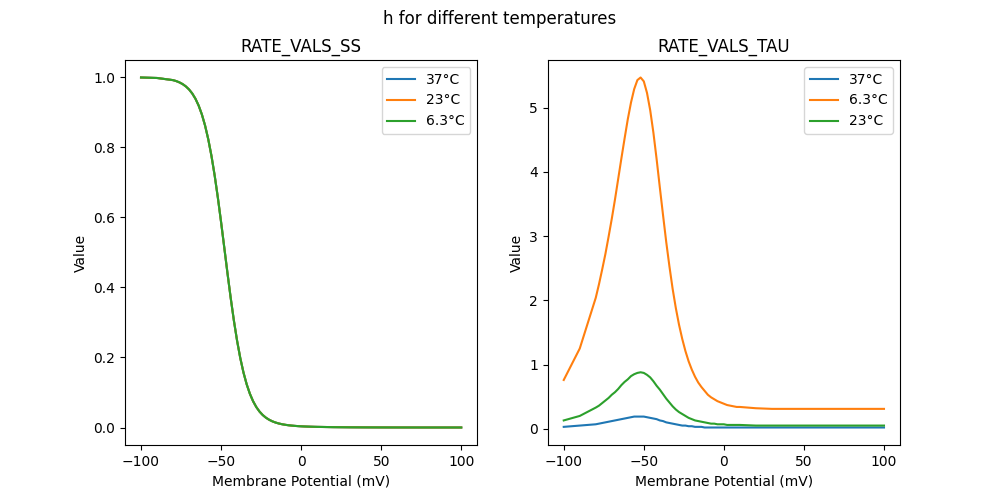 h for different temperatures
RATE_VALS_SS
RATE_VALS_TAU
1.0
0.8
0.6
0.4
0.2
0.0
Value
37°C
23°C
6.3°C
−100
−50
0
50
100
Membrane Potential (mV)
5
4
3
2
1
0
Value
37°C
6.3°C
23°C
−100
−50
0
50
100
Membrane Potential (mV)